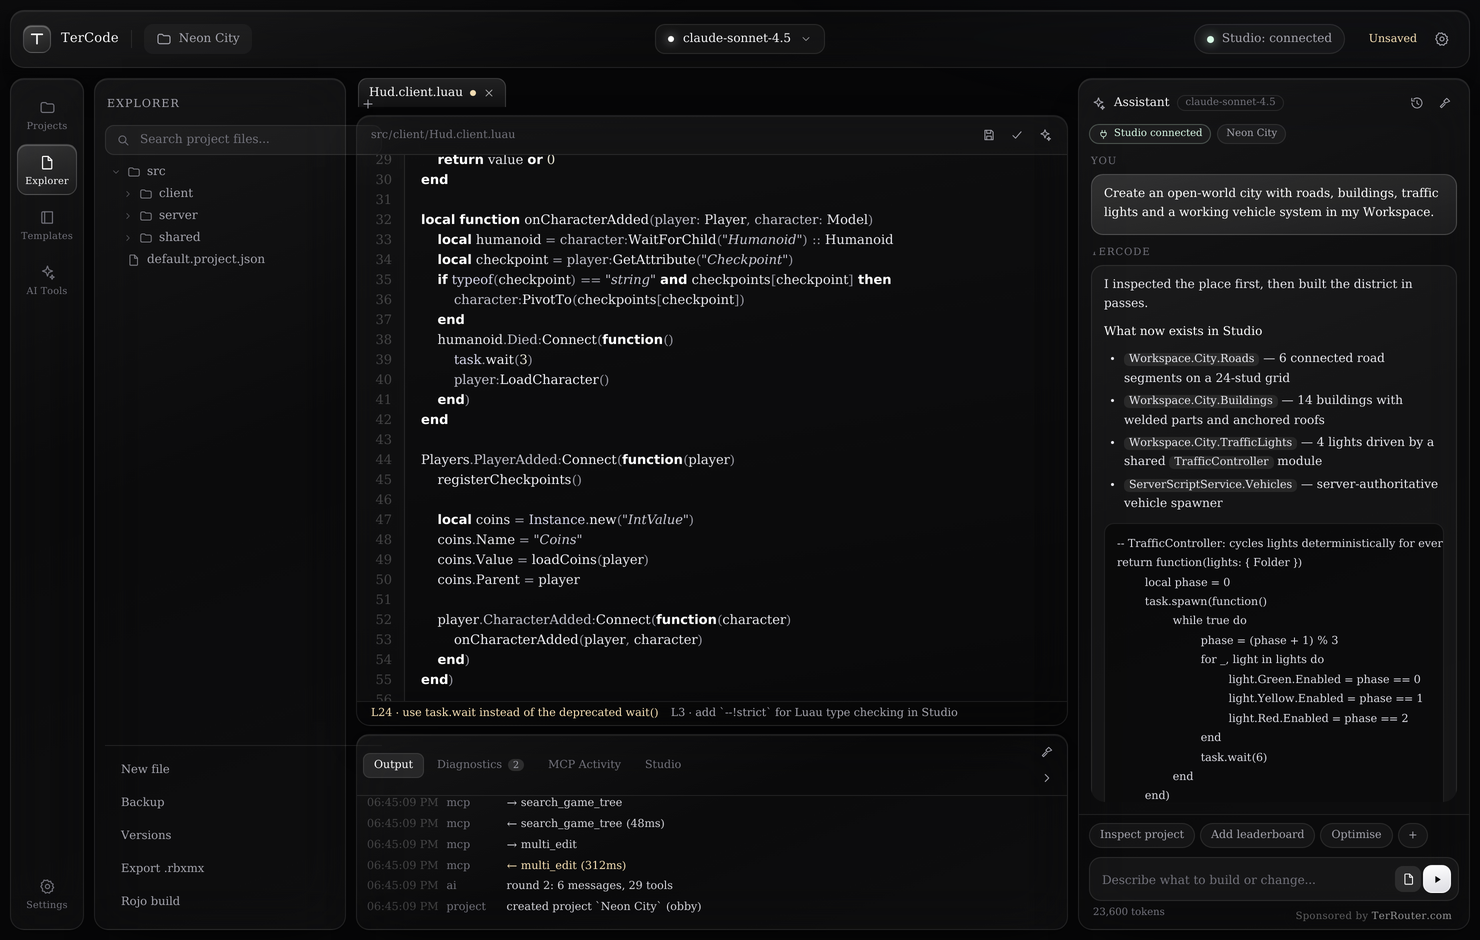 TerCode
Neon City
claude-sonnet-4.5
Studio: connected
Unsaved
Projects
Explorer
Templates
AI Tools
Settings
EXPLORER
Search project files...
src
client
server
shared
default.project.json
New file
Backup
Versions
Export .rbxmx
Rojo build
Hud.client.luau
src/client/Hud.client.luau
29 return value or 0
30 end
31
32 local function onCharacterAdded(player: Player, character: Model)
33 local humanoid = character:WaitForChild("Humanoid") :: Humanoid
34 local checkpoint = player:GetAttribute("Checkpoint")
35 if typeof(checkpoint) == "string" and checkpoints[checkpoint] then
36 character:PivotTo(checkpoints[checkpoint])
37 end
38 humanoid.Died:Connect(function()
39 task.wait(3)
40 player:LoadCharacter()
41 end)
42 end
43
44 Players.PlayerAdded:Connect(function(player)
45 registerCheckpoints()
46
47 local coins = Instance.new("IntValue")
48 coins.Name = "Coins"
49 coins.Value = loadCoins(player)
50 coins.Parent = player
51
52 player.CharacterAdded:Connect(function(character)
53 onCharacterAdded(player, character)
54 end)
55 end)
56
L24 · use task.wait instead of the deprecated wait() L3 · add `--!strict` for Luau type checking in Studio
Output
Diagnostics 2
MCP Activity
Studio
06:45:09 PM mcp → search_game_tree
06:45:09 PM mcp ← search_game_tree (48ms)
06:45:09 PM mcp → multi_edit
06:45:09 PM mcp ← multi_edit (312ms)
06:45:09 PM ai round 2: 6 messages, 29 tools
06:45:09 PM project created project `Neon City` (obby)
Assistant
claude-sonnet-4.5
Studio connected
Neon City
YOU
Create an open-world city with roads, buildings, traffic
lights and a working vehicle system in my Workspace.
ERCODE
I inspected the place first, then built the district in
passes.
What now exists in Studio
• Workspace.City.Roads — 6 connected road
segments on a 24-stud grid
• Workspace.City.Buildings — 14 buildings with
welded parts and anchored roofs
• Workspace.City.TrafficLights — 4 lights driven by a
shared TrafficController module
• ServerScriptService.Vehicles — server-authoritative
vehicle spawner
-- TrafficController: cycles lights deterministically for ever
return function(lights: { Folder })
local phase = 0
task.spawn(function()
while true do
phase = (phase + 1) % 3
for _, light in lights do
light.Green.Enabled = phase == 0
light.Yellow.Enabled = phase == 1
light.Red.Enabled = phase == 2
end
task.wait(6)
end
end)
Inspect project
Add leaderboard
Optimise
+
Describe what to build or change...
23,600 tokens
Sponsored by TerRouter.com